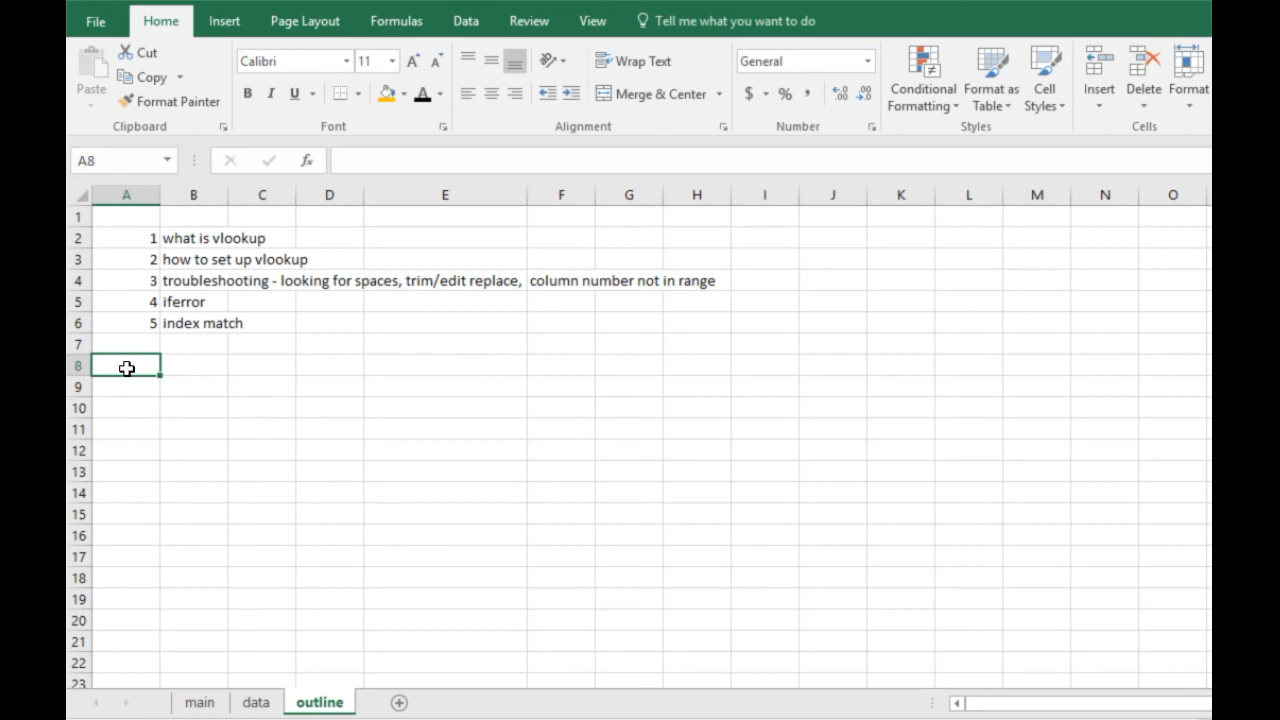 File Home Insert Page Layout Formulas Data Review View Tell me what you want to do
Cut
Copy
Format Painter
Paste
Clipboard
Calibri 11 A A
B I U A
Font
Wrap Text
Merge & Center
Alignment
General
$ % , .00 .0
Number
Conditional Formatting
Format as Table
Cell Styles
Styles
Insert Delete Format
Cells
A8 fx
A B C D E F G H I J K L M N O
1
2 1 what is vlookup
3 2 how to set up vlookup
4 3 troubleshooting - looking for spaces, trim/edit replace,  column number not in range
5 4 iferror
6 5 index match
7
8
9
10
11
12
13
14
15
16
17
18
19
20
21
22
23
main data outline